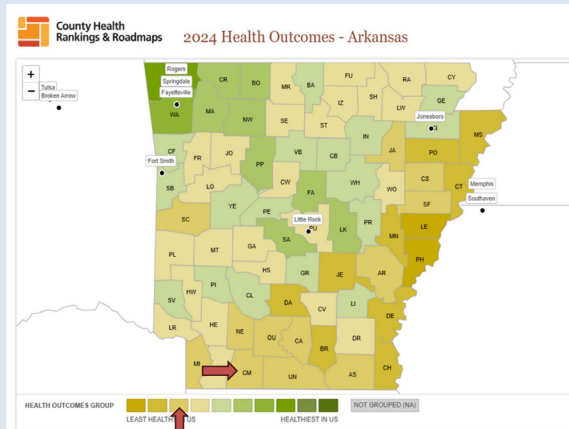 County Health
Rankings & Roadmaps
2024 Health Outcomes - Arkansas
+
−
Tulsa
Broken Arrow
Rogers
Springdale
Fayetteville
CR
BO
MR
BA
FU
RA
CY
WA
MA
NW
SE
IZ
SH
LW
GE
ST
Jonesboro
MS
CF
FR
JO
VB
CB
IN
JA
PO
Fort Smith
SB
LO
PP
CW
FA
WH
WO
CS
CT
Memphis
Southaven
SC
YE
PE
Little Rock
SA
LK
PR
SF
LE
MN
PH
PL
MT
GA
HS
GR
JE
AR
HW
PI
CL
SV
DA
CV
LI
DE
LR
HE
NE
OU
CA
BR
DR
MI
CM
UN
AS
CH
HEALTH OUTCOMES GROUP
NOT GROUPED (NA)
LEAST HEALTH
IN US
HEALTHIEST IN US